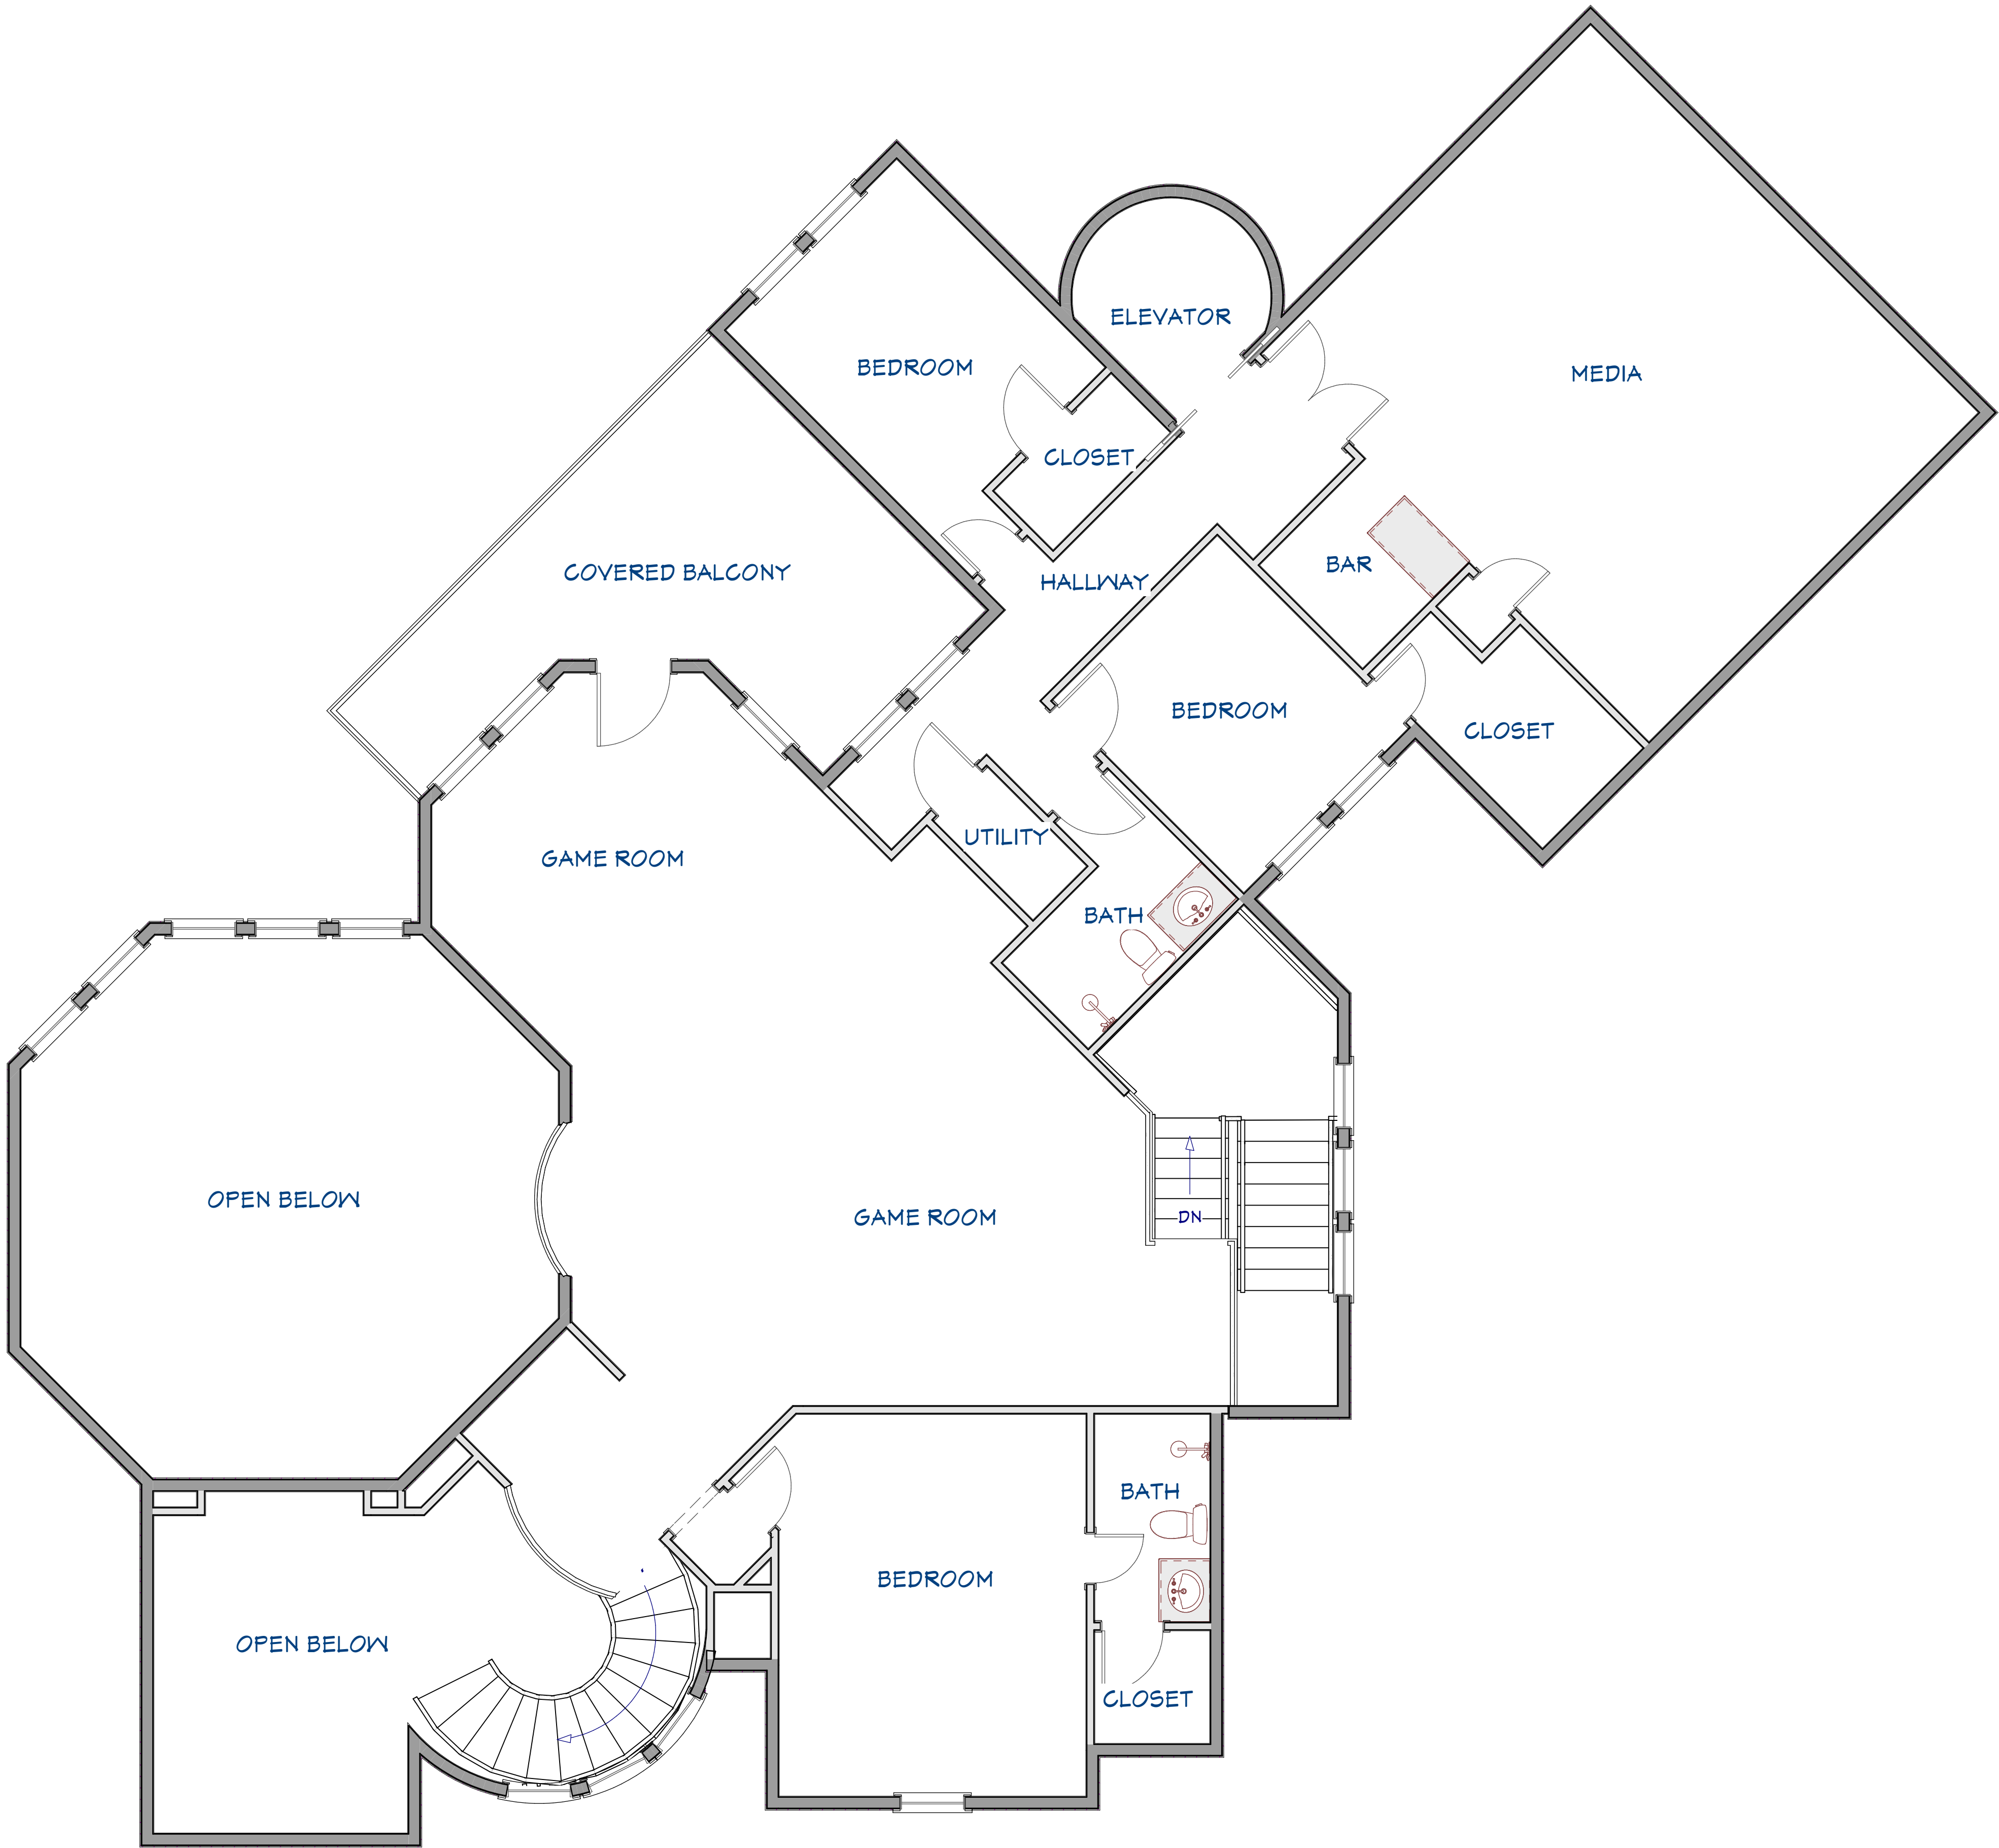 ELEVATOR
BEDROOM
MEDIA
CLOSET
COVERED BALCONY
HALLWAY
BAR
BEDROOM
CLOSET
UTILITY
GAME ROOM
BATH
OPEN BELOW
GAME ROOM
DN
BATH
BEDROOM
OPEN BELOW
CLOSET